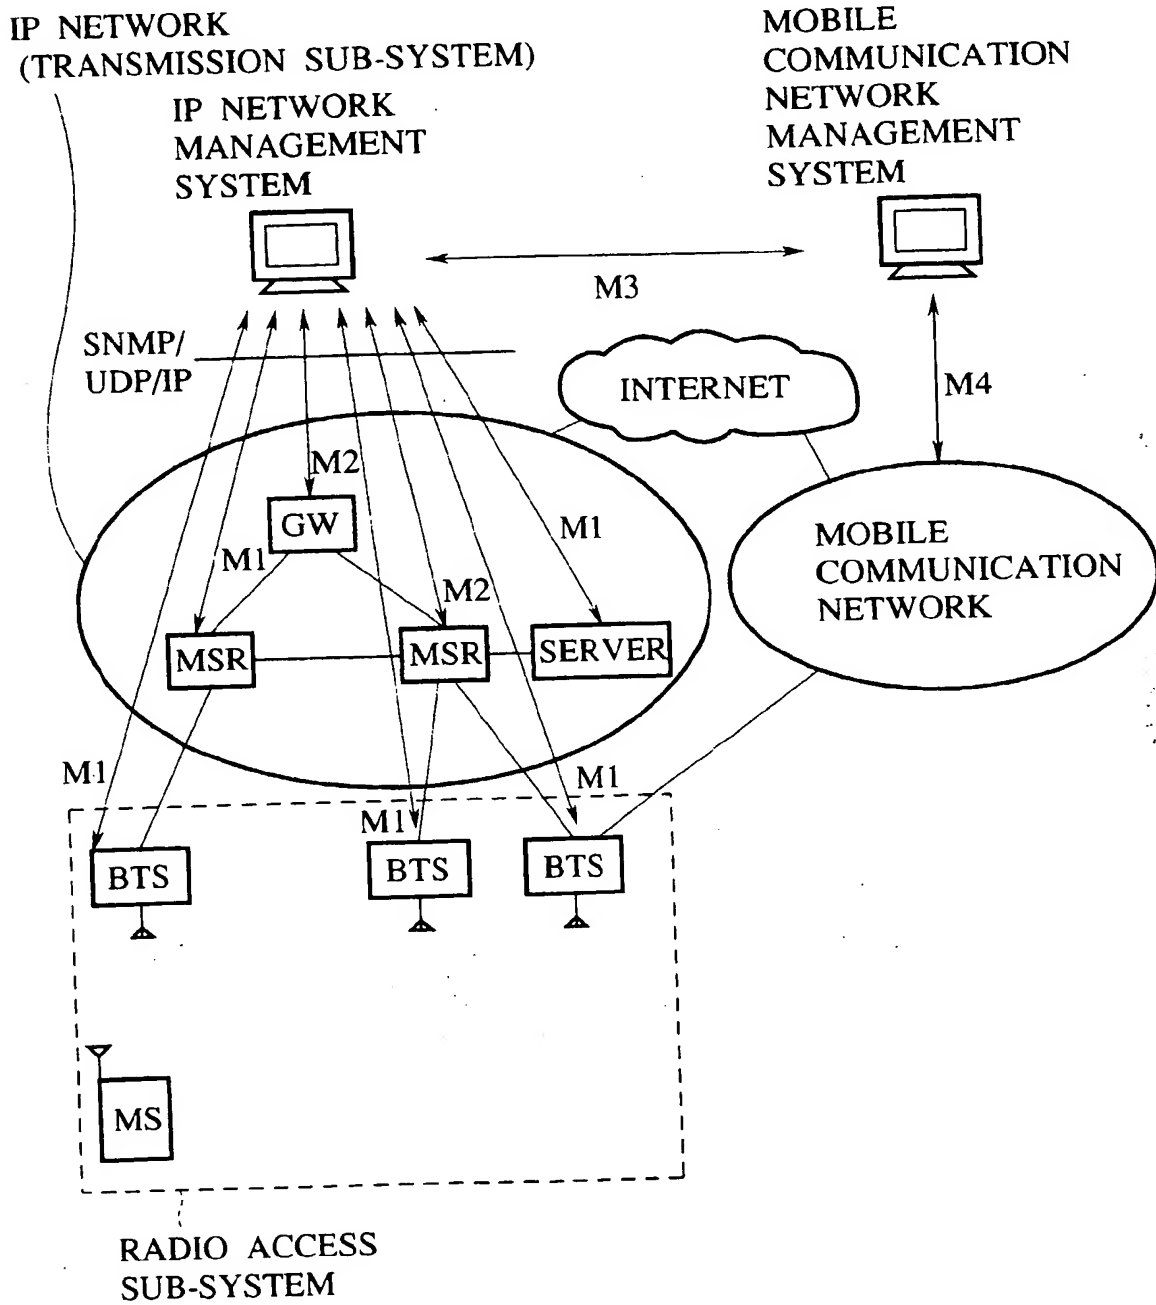 IP NETWORK
(TRANSMISSION SUB-SYSTEM)
IP NETWORK
MANAGEMENT
SYSTEM
MOBILE
COMMUNICATION
NETWORK
MANAGEMENT
SYSTEM
M3
SNMP/
UDP/IP
INTERNET
M4
M2
GW
M1
M1
M2
MSR
MSR
SERVER
MOBILE
COMMUNICATION
NETWORK
M1
M1
M1
BTS
BTS
BTS
MS
RADIO ACCESS
SUB-SYSTEM